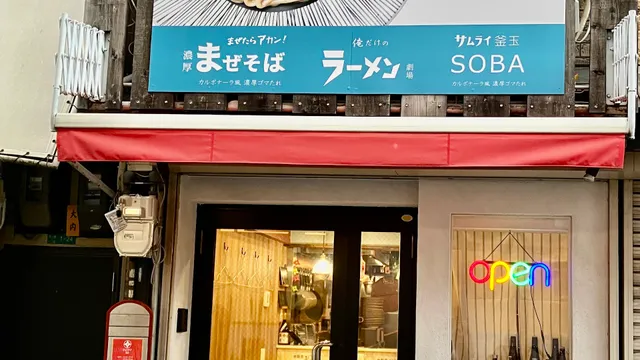 まぜたらアカン!
濃厚 まぜそば
カルボナーラ風 濃厚ゴマたれ
俺だけの
ラーメン 劇場
サムライ 釜玉
SOBA
カルボナーラ風 濃厚ゴマたれ
open